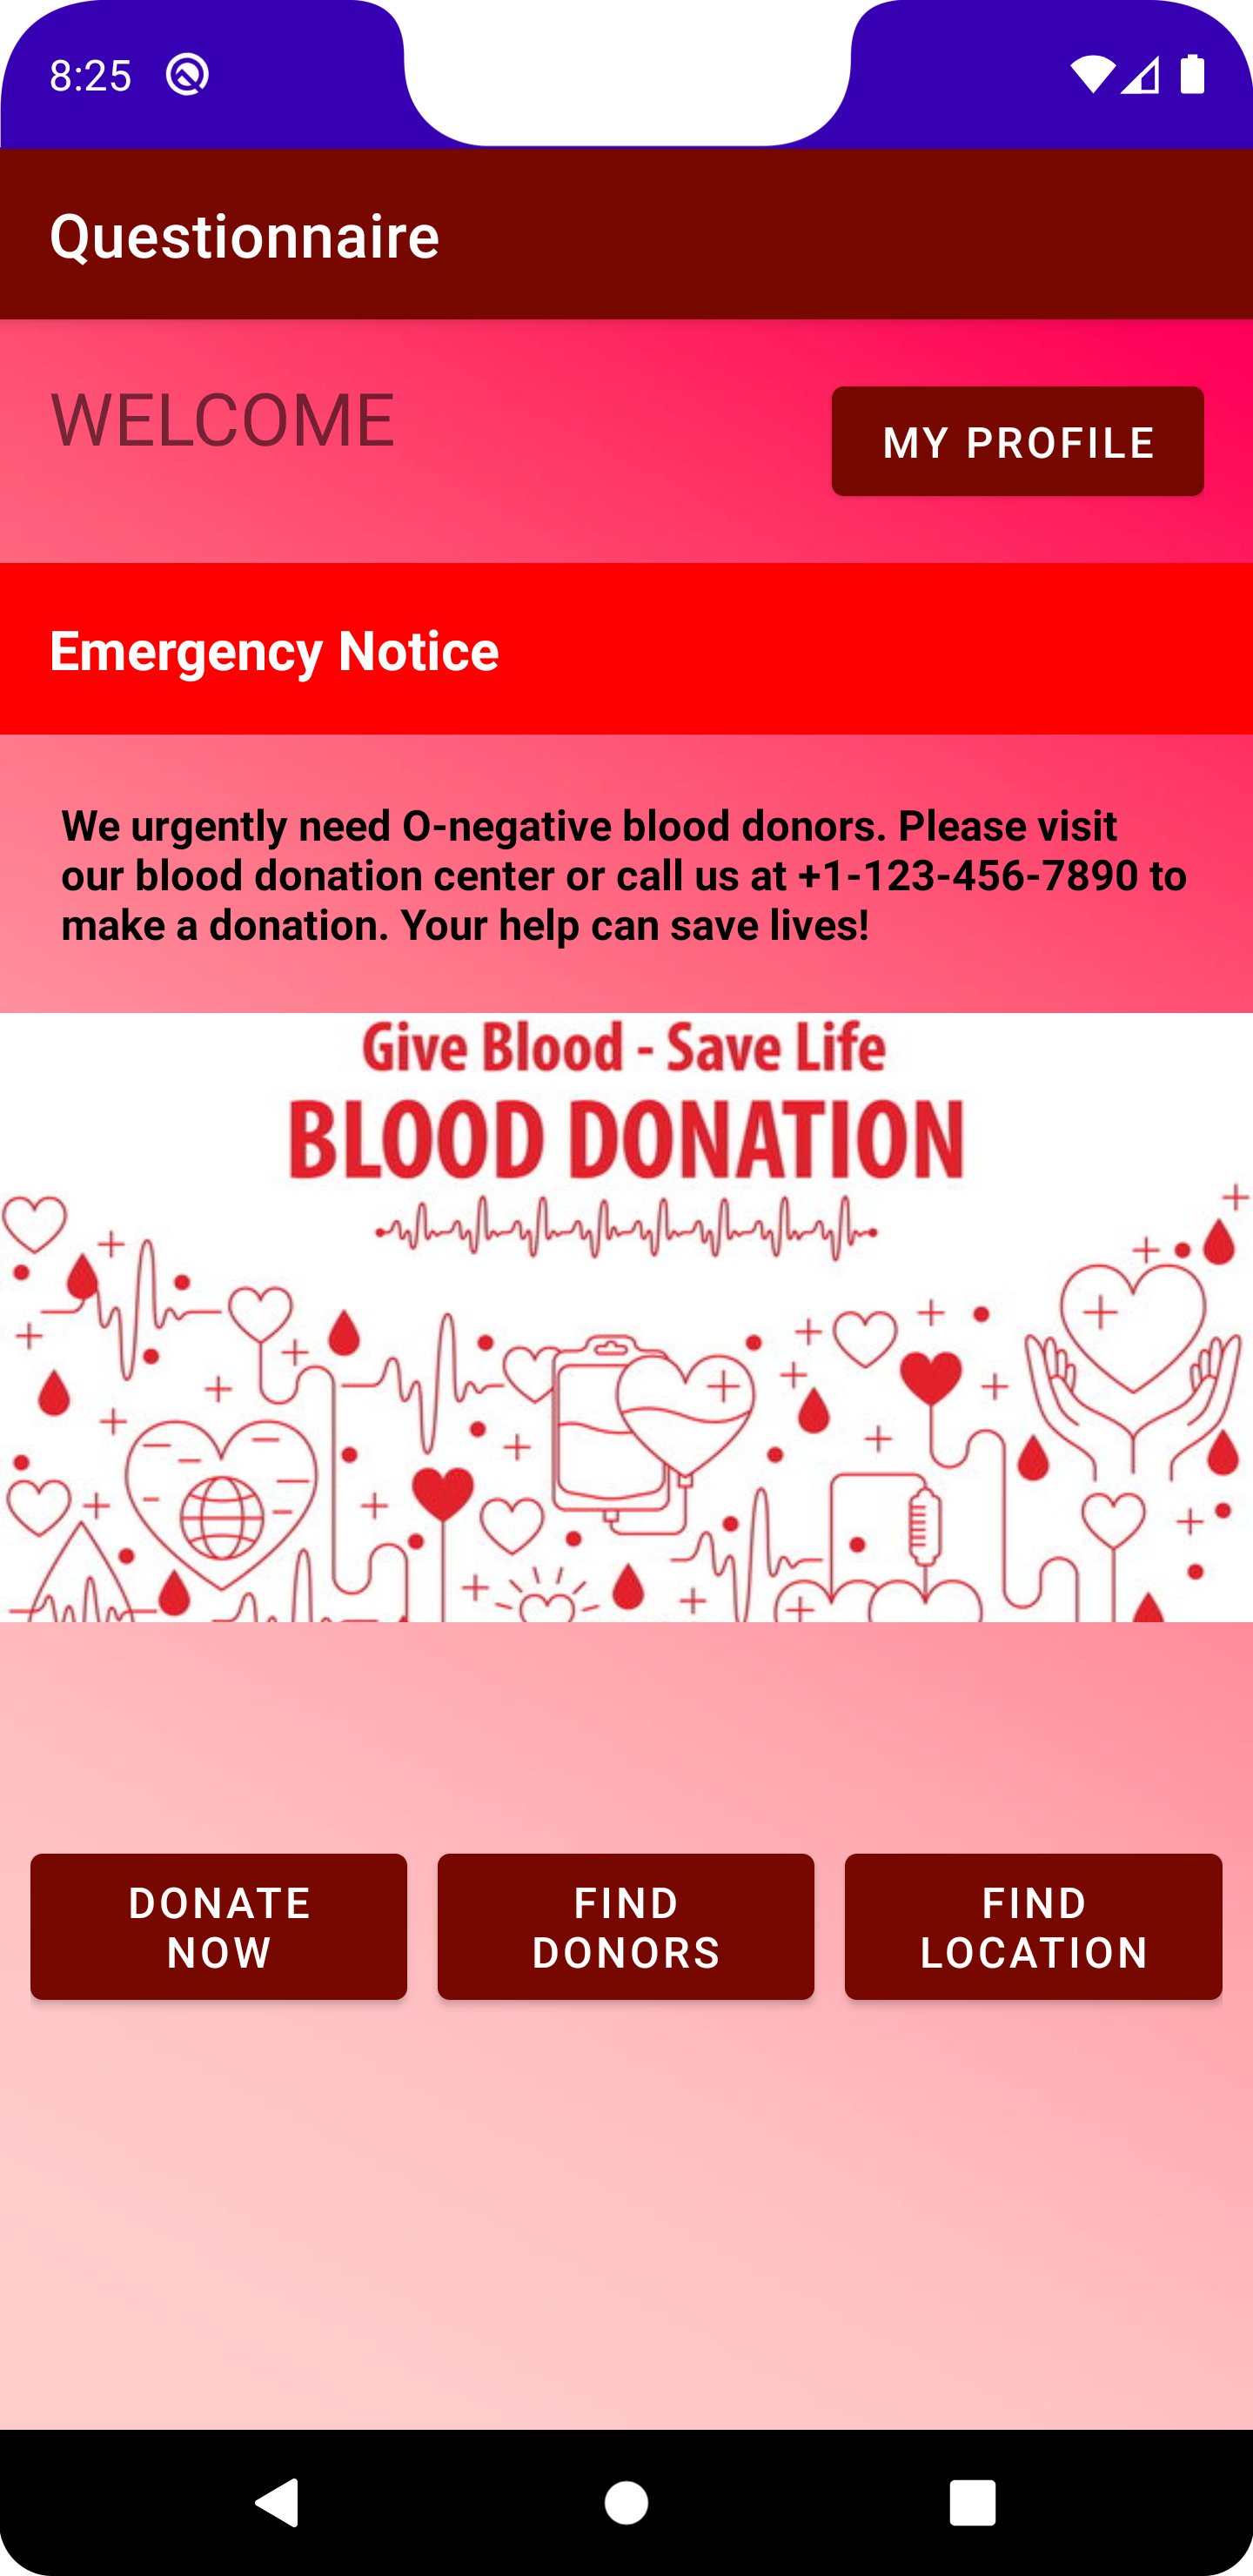 8:25
Questionnaire
WELCOME
MY PROFILE
Emergency Notice
We urgently need O-negative blood donors. Please visit
our blood donation center or call us at +1-123-456-7890 to
make a donation. Your help can save lives!
Give Blood - Save Life
BLOOD DONATION
DONATE
NOW
FIND
DONORS
FIND
LOCATION